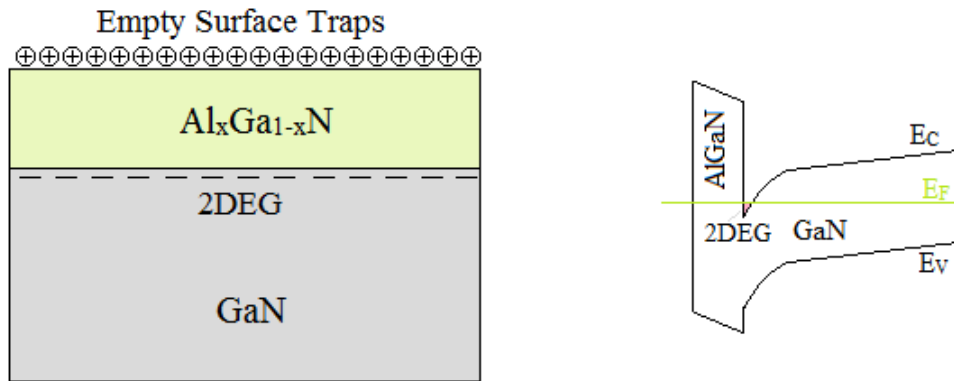 Empty Surface Traps
AlxGa1-xN
2DEG
GaN
AlGaN
EC
EF
2DEG GaN
EV